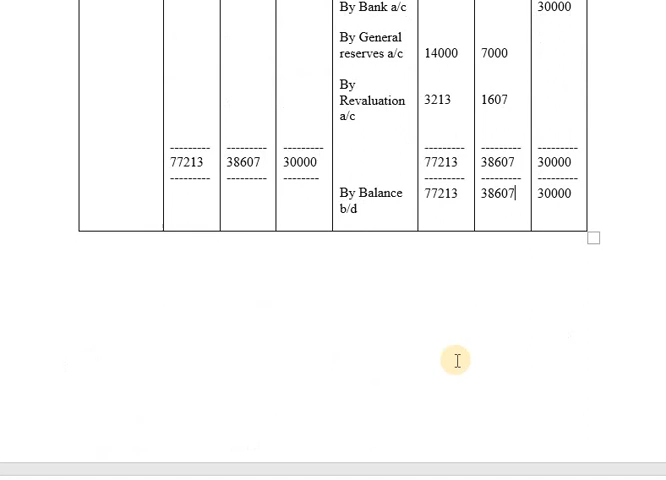 By Bank a/c 30000
By General
reserves a/c 14000 7000
By
Revaluation 3213 1607
a/c
--------- --------- --------- --------- --------- ---------
77213 38607 30000 77213 38607 30000
--------- --------- -------- --------- --------- ---------
By Balance 77213 38607 30000
b/d